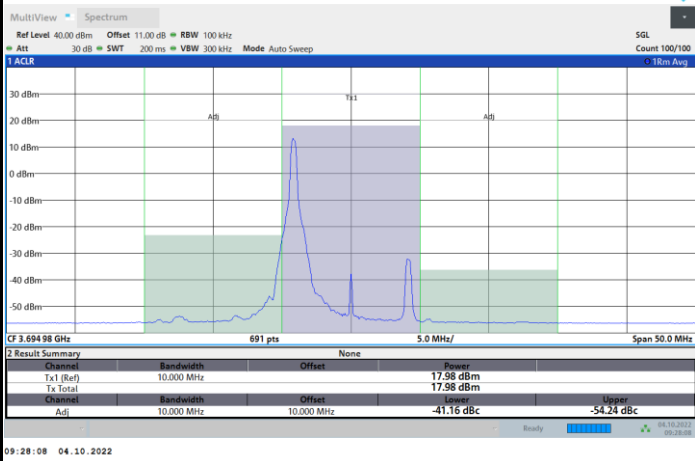 MultiView Spectrum
Ref Level 40.00 dBm Offset 11.00 dB RBW 100 kHz SGL
Att 30 dB SWT 200 ms VBW 300 kHz Mode Auto Sweep Count 100/100
1 ACLR 1Rm Avg
30 dBm
Tx1
20 dBm
Adj Adj
10 dBm
0 dBm
-10 dBm
-20 dBm
-30 dBm
-40 dBm
-50 dBm
CF 3.694 98 GHz 691 pts 5.0 MHz/ Span 50.0 MHz
2 Result Summary None
Channel Bandwidth Offset Power
Tx1 (Ref) 10.000 MHz 17.98 dBm
Tx Total 17.98 dBm
Channel Bandwidth Offset Lower Upper
Adj 10.000 MHz 10.000 MHz -41.16 dBc -54.24 dBc
Ready 04.10.2022
09:28:08
09:28:08 04.10.2022